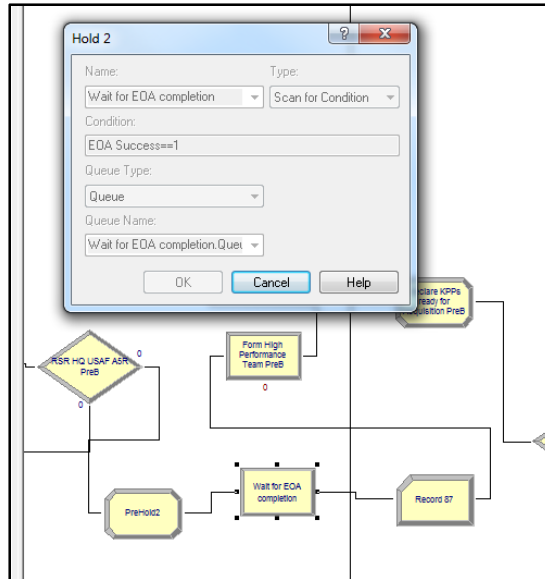 Hold 2
?
Name:
Type:
Wait for EOA completion
Scan for Condition
Condition:
EOA Success==1
Queue Type:
Queue
Queue Name:
Wait for EOA completion.Queu
OK
Cancel
Help
KPPs
ready for
PreB
RSR HQ USAF A5R
PreB
0
0
Form High
Performance
Team PreB
0
PreHold2
Wait for EOA
completion
Record 87